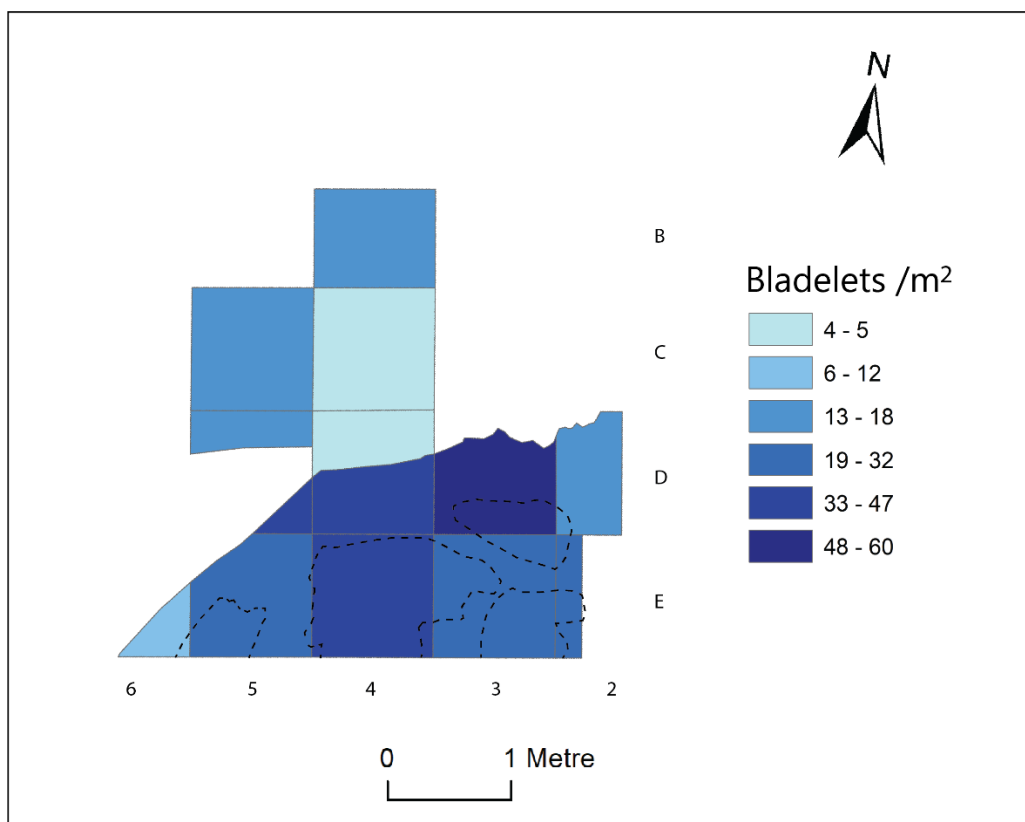 N
B
C
D
E
6 5 4 3 2
Bladelets /m²
4 - 5
6 - 12
13 - 18
19 - 32
33 - 47
48 - 60
0 1 Metre